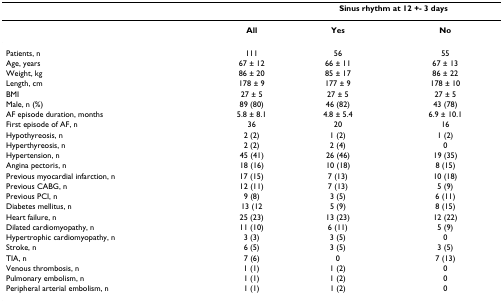 Sinus rhythm at 12 +- 3 days
All Yes No
Patients, n 111 56 55
Age, years 67 ± 12 66 ± 11 67 ± 13
Weight, kg 86 ± 20 85 ± 17 86 ± 22
Length, cm 178 ± 9 177 ± 9 178 ± 10
BMI 27 ± 5 27 ± 5 27 ± 5
Male, n (%) 89 (80) 46 (82) 43 (78)
AF episode duration, months 5.8 ± 8.1 4.8 ± 5.4 6.9 ± 10.1
First episode of AF, n 36 20 16
Hypothyreosis, n 2 (2) 1 (2) 1 (2)
Hyperthyreosis, n 2 (2) 2 (4) 0
Hypertension, n 45 (41) 26 (46) 19 (35)
Angina pectoris, n 18 (16) 10 (18) 8 (15)
Previous myocardial infarction, n 17 (15) 7 (13) 10 (18)
Previous CABG, n 12 (11) 7 (13) 5 (9)
Previous PCI, n 9 (8) 3 (5) 6 (11)
Diabetes mellitus, n 13 (12 5 (9) 8 (15)
Heart failure, n 25 (23) 13 (23) 12 (22)
Dilated cardiomyopathy, n 11 (10) 6 (11) 5 (9)
Hypertrophic cardiomyopathy, n 3 (3) 3 (5) 0
Stroke, n 6 (5) 3 (5) 3 (5)
TIA, n 7 (6) 0 7 (13)
Venous thrombosis, n 1 (1) 1 (2) 0
Pulmonary embolism, n 1 (1) 1 (2) 0
Peripheral arterial embolism, n 1 (1) 1 (2) 0